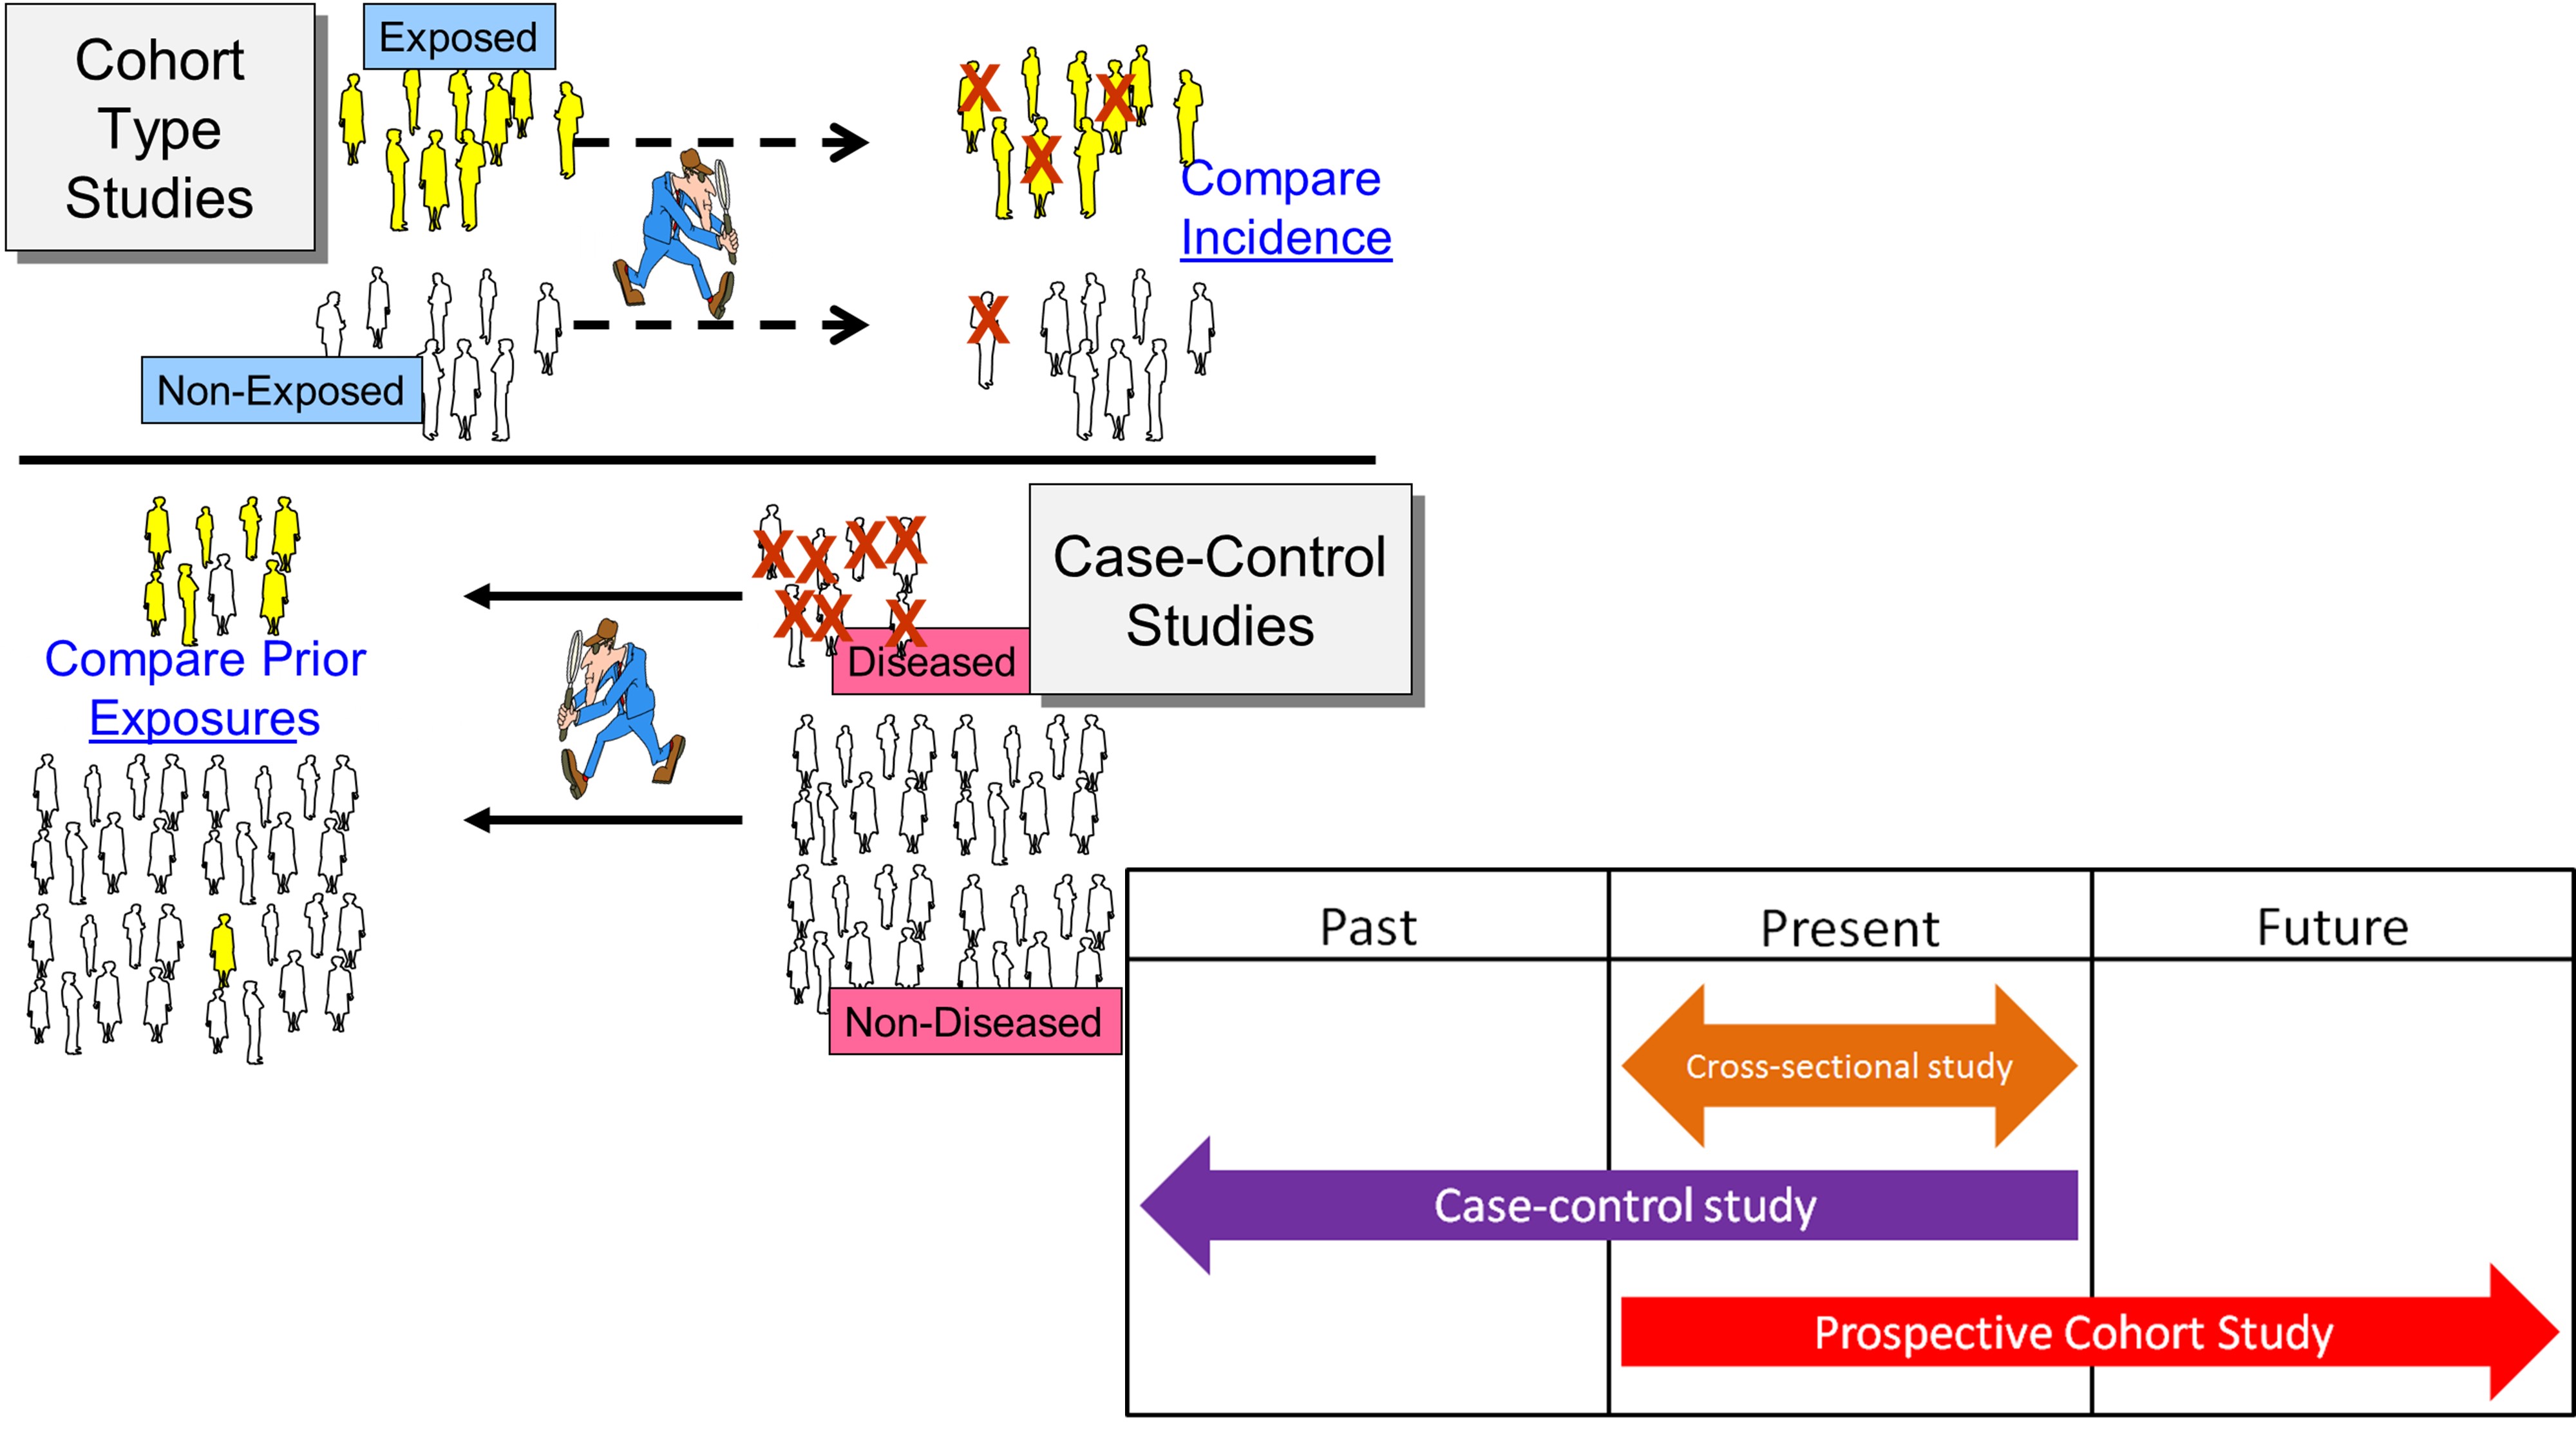 Cohort
Type
Studies
Exposed
Non-Exposed
X
X
X
X
Compare
Incidence
Case-Control
Studies
X
X
X
X
X
X
X
Diseased
Compare Prior
Exposures
Non-Diseased
Past
Present
Future
Cross-sectional study
Case-control study
Prospective Cohort Study